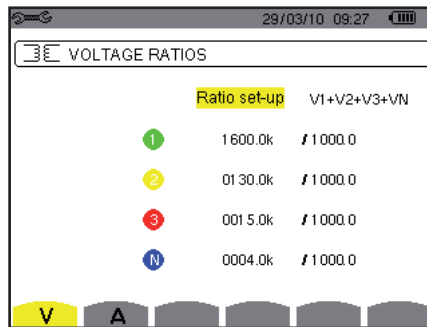 29/03/10 09:27
VOLTAGE RATIOS
Ratio set-up V1+V2+V3+VN
1 1600.0k /1000.0
2 0130.0k /1000.0
3 0015.0k /1000.0
N 0004.0k /1000.0
V A